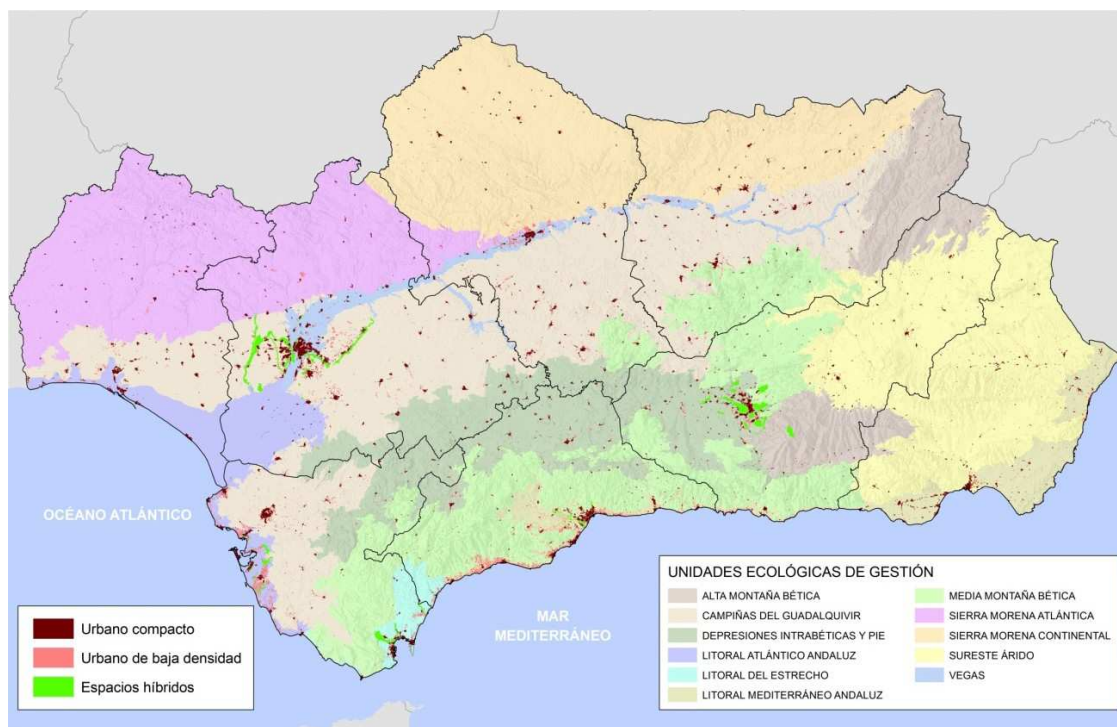 OCÉANO ATLÁNTICO
MAR
MEDITERRÁNEO
Urbano compacto
Urbano de baja densidad
Espacios híbridos
UNIDADES ECOLÓGICAS DE GESTIÓN
ALTA MONTAÑA BÉTICA
CAMPIÑAS DEL GUADALQUIVIR
DEPRESIONES INTRABÉTICAS Y PIE
LITORAL ATLÁNTICO ANDALUZ
LITORAL DEL ESTRECHO
LITORAL MEDITERRÁNEO ANDALUZ
MEDIA MONTAÑA BÉTICA
SIERRA MORENA ATLÁNTICA
SIERRA MORENA CONTINENTAL
SURESTE ÁRIDO
VEGAS